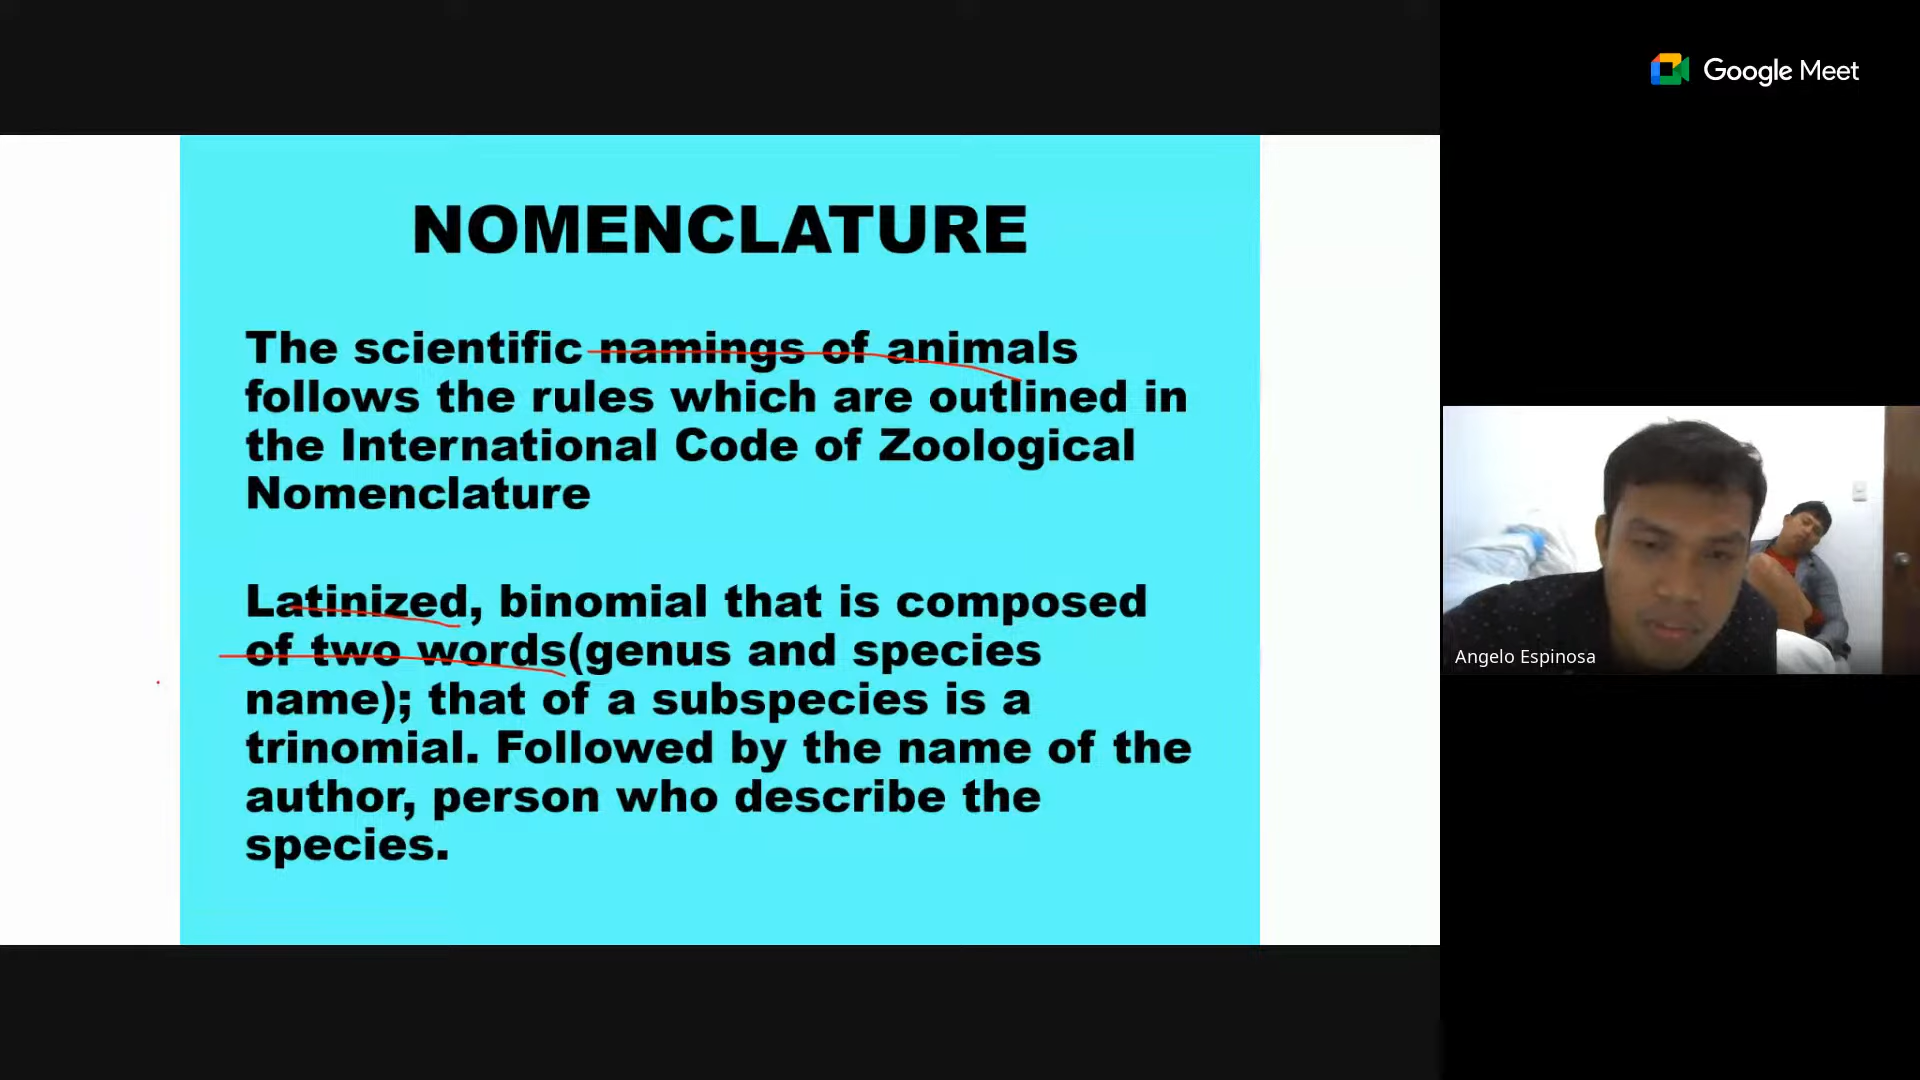 Google Meet
NOMENCLATURE
The scientific namings of animals
follows the rules which are outlined in
the International Code of Zoological
Nomenclature
Latinized, binomial that is composed
of two words(genus and species
name); that of a subspecies is a
trinomial. Followed by the name of the
author, person who describe the
species.
Angelo Espinosa